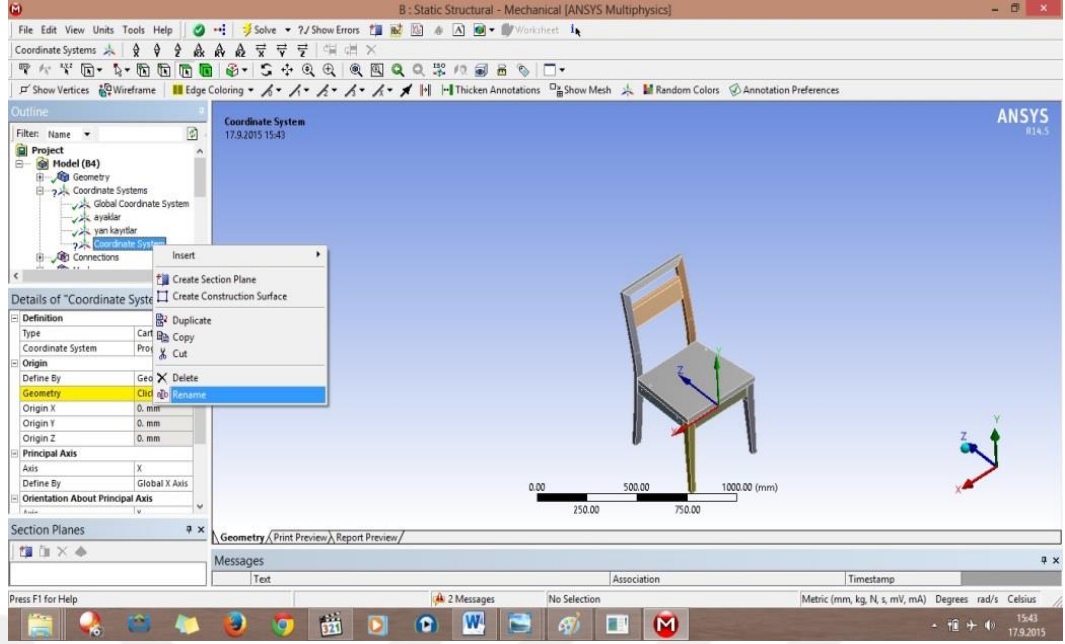 B : Static Structural - Mechanical [ANSYS Multiphysics]
File Edit View Units Tools Help Solve ?/ Show Errors Worksheet
Coordinate Systems
Show Vertices Wireframe Edge Coloring Thicken Annotations Show Mesh Random Colors Annotation Preferences
Outline
Filter: Name
Project
Model (B4)
Geometry
Coordinate Systems
Global Coordinate System
ayaklar
yan kayıtlar
Coordinate System
Connections
Insert
Create Section Plane
Create Construction Surface
Duplicate
Copy
Cut
Delete
Rename
Details of "Coordinate Syste
Definition
Type Cart
Coordinate System Prog
Origin
Define By Geo
Geometry Clic
Origin X 0. mm
Origin Y 0. mm
Origin Z 0. mm
Principal Axis
Axis X
Define By Global X Axis
Orientation About Principal Axis
Section Planes
Coordinate System
17.9.2015 15:43
ANSYS
R14.5
Y
Z
X
Y
Z
X
0.00 500.00 1000.00 (mm)
250.00 750.00
Geometry Print Preview Report Preview
Messages
Text Association Timestamp
Press F1 for Help 2 Messages No Selection Metric (mm, kg, N, s, mV, mA) Degrees rad/s Celsius
321
15:43
17.9.2015